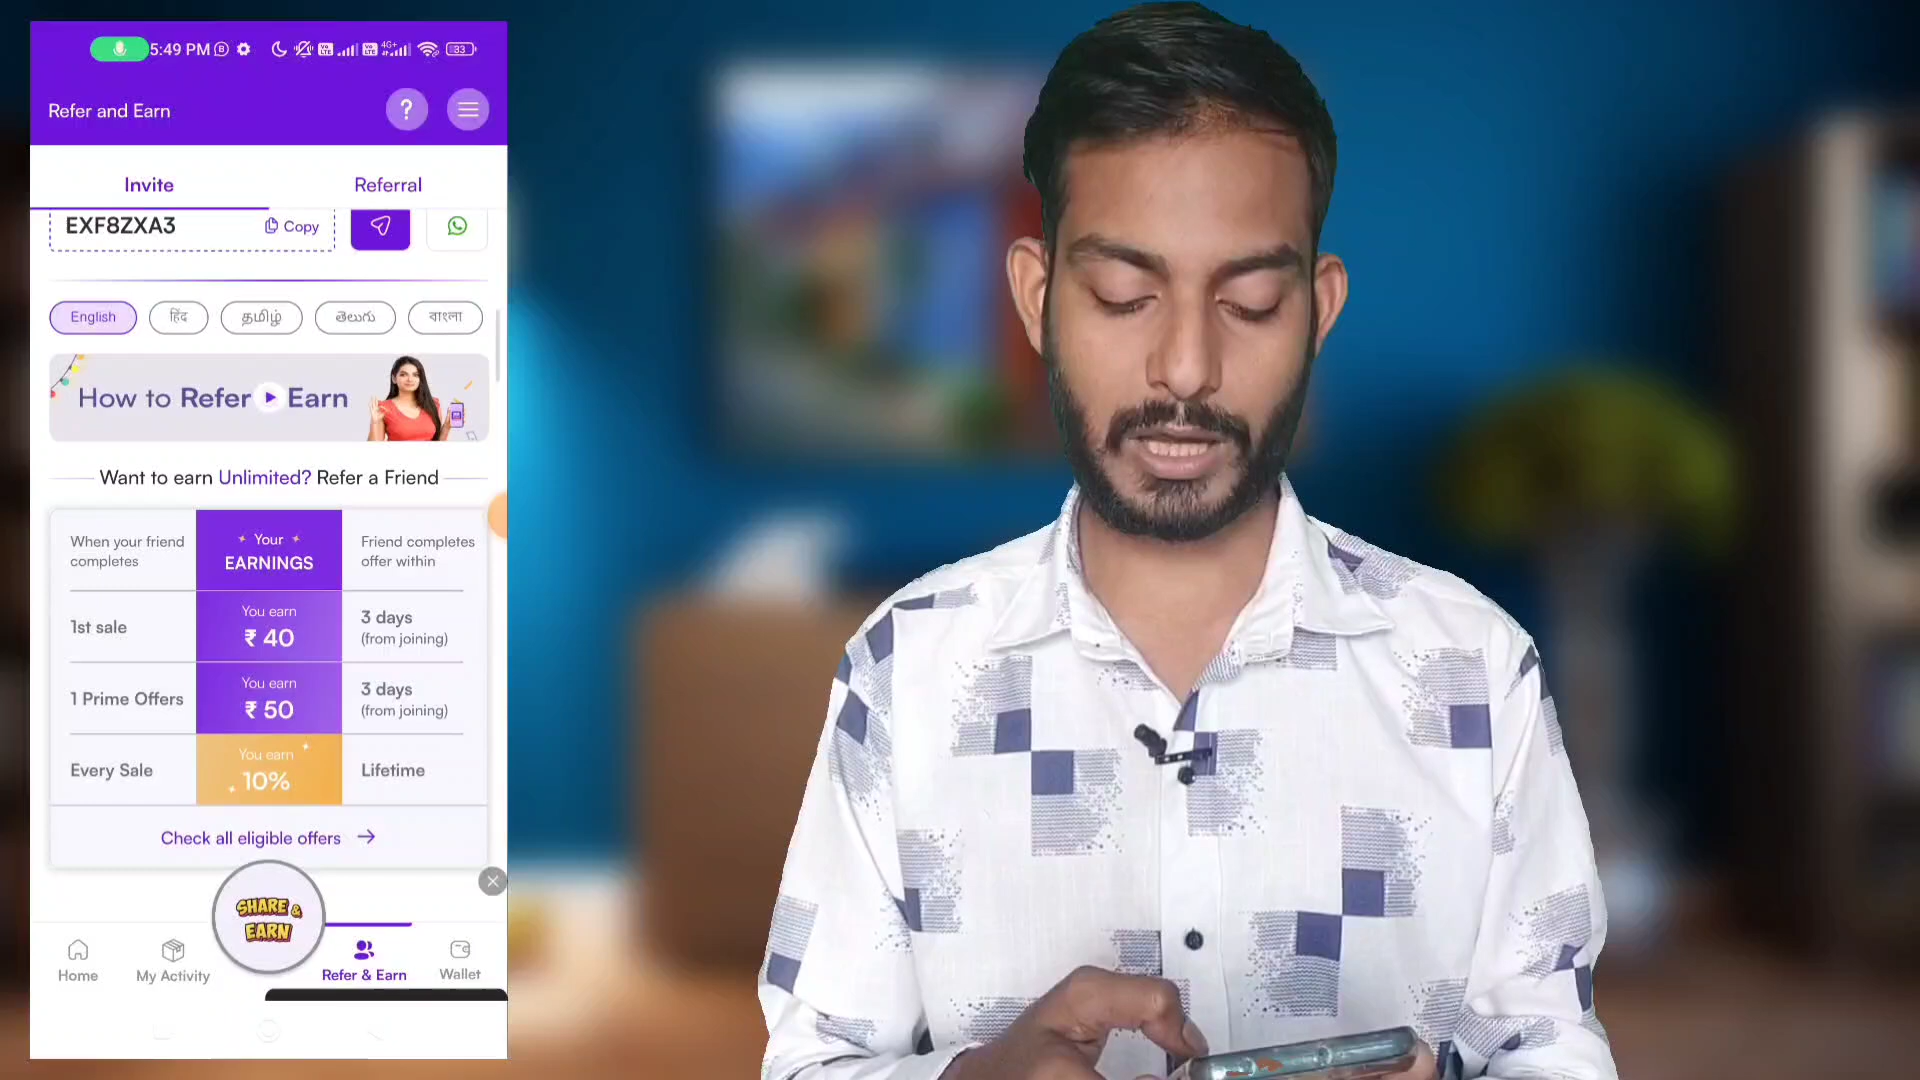 5:49 PM
4G+
33
Refer and Earn
?
Invite
Referral
EXF8ZXA3
Copy
English
हिंद
தமிழ்
తెలుగు
বাংলা
How to Refer Earn
Want to earn Unlimited? Refer a Friend
When your friend completes
Your EARNINGS
Friend completes offer within
1st sale
You earn
₹ 40
3 days
(from joining)
1 Prime Offers
You earn
₹ 50
3 days
(from joining)
Every Sale
You earn
10%
Lifetime
Check all eligible offers
SHARE &
EARN
Home
My Activity
Refer & Earn
Wallet